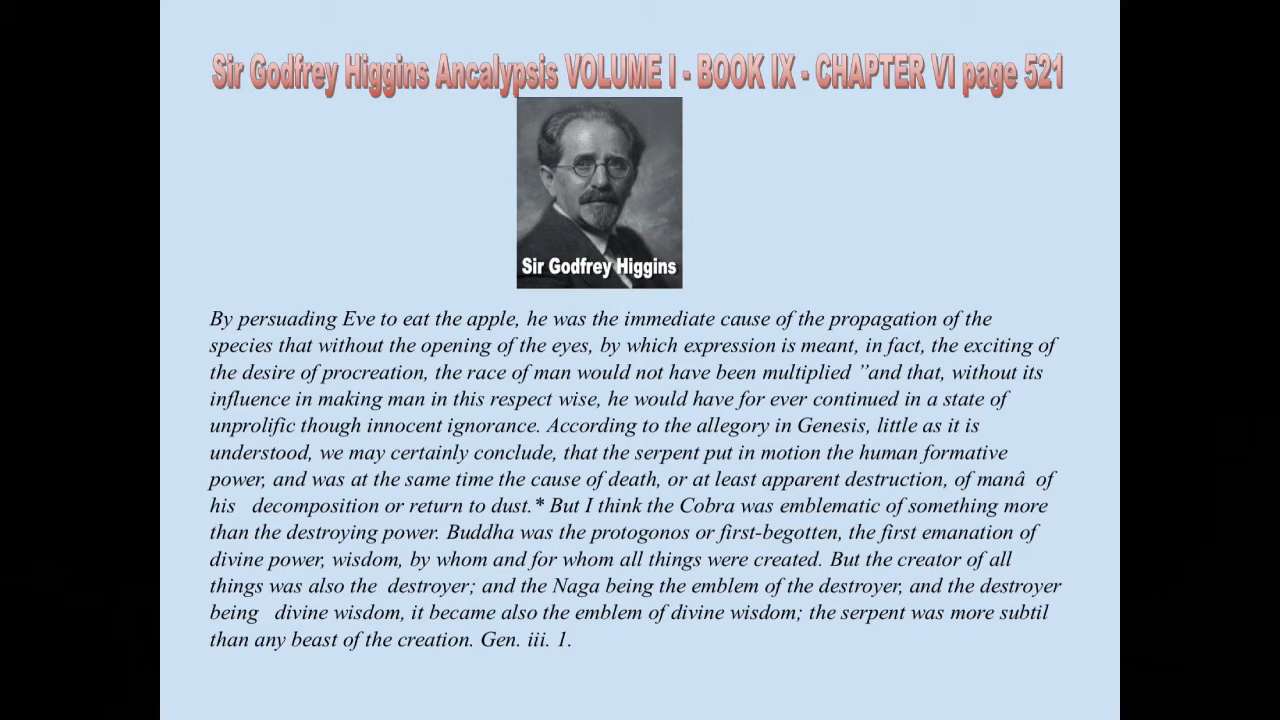 Sir Godfrey Higgins Ancalypsis VOLUME I - BOOK IX - CHAPTER VI page 521
Sir Godfrey Higgins
By persuading Eve to eat the apple, he was the immediate cause of the propagation of the
species that without the opening of the eyes, by which expression is meant, in fact, the exciting of
the desire of procreation, the race of man would not have been multiplied ”and that, without its
influence in making man in this respect wise, he would have for ever continued in a state of
unprolific though innocent ignorance. According to the allegory in Genesis, little as it is
understood, we may certainly conclude, that the serpent put in motion the human formative
power, and was at the same time the cause of death, or at least apparent destruction, of manâ of
his decomposition or return to dust.* But I think the Cobra was emblematic of something more
than the destroying power. Buddha was the protogonos or first-begotten, the first emanation of
divine power, wisdom, by whom and for whom all things were created. But the creator of all
things was also the destroyer; and the Naga being the emblem of the destroyer, and the destroyer
being divine wisdom, it became also the emblem of divine wisdom; the serpent was more subtil
than any beast of the creation. Gen. iii. 1.